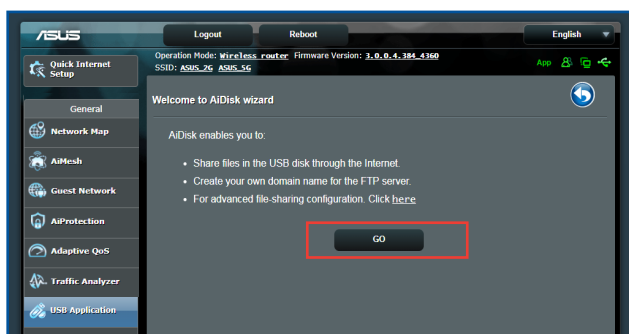 ASUS
Logout
Reboot
English
Quick Internet
Setup
Operation Mode: Wireless router Firmware Version: 3.0.0.4.384_4360
SSID: ASUS_2G ASUS_5G
App
General
Network Map
AiMesh
Guest Network
AiProtection
Adaptive QoS
Traffic Analyzer
USB Application
Welcome to AiDisk wizard
AiDisk enables you to:
• Share files in the USB disk through the Internet.
• Create your own domain name for the FTP server.
• For advanced file-sharing configuration. Click here
GO